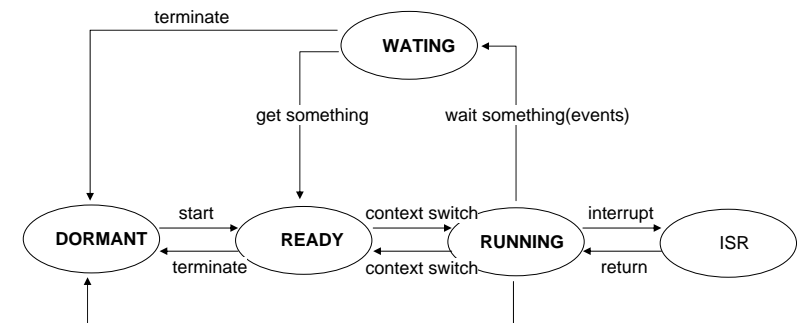 terminate
WATING
get something
wait something(events)
start
context switch
interrupt
DORMANT
READY
RUNNING
ISR
terminate
context switch
return